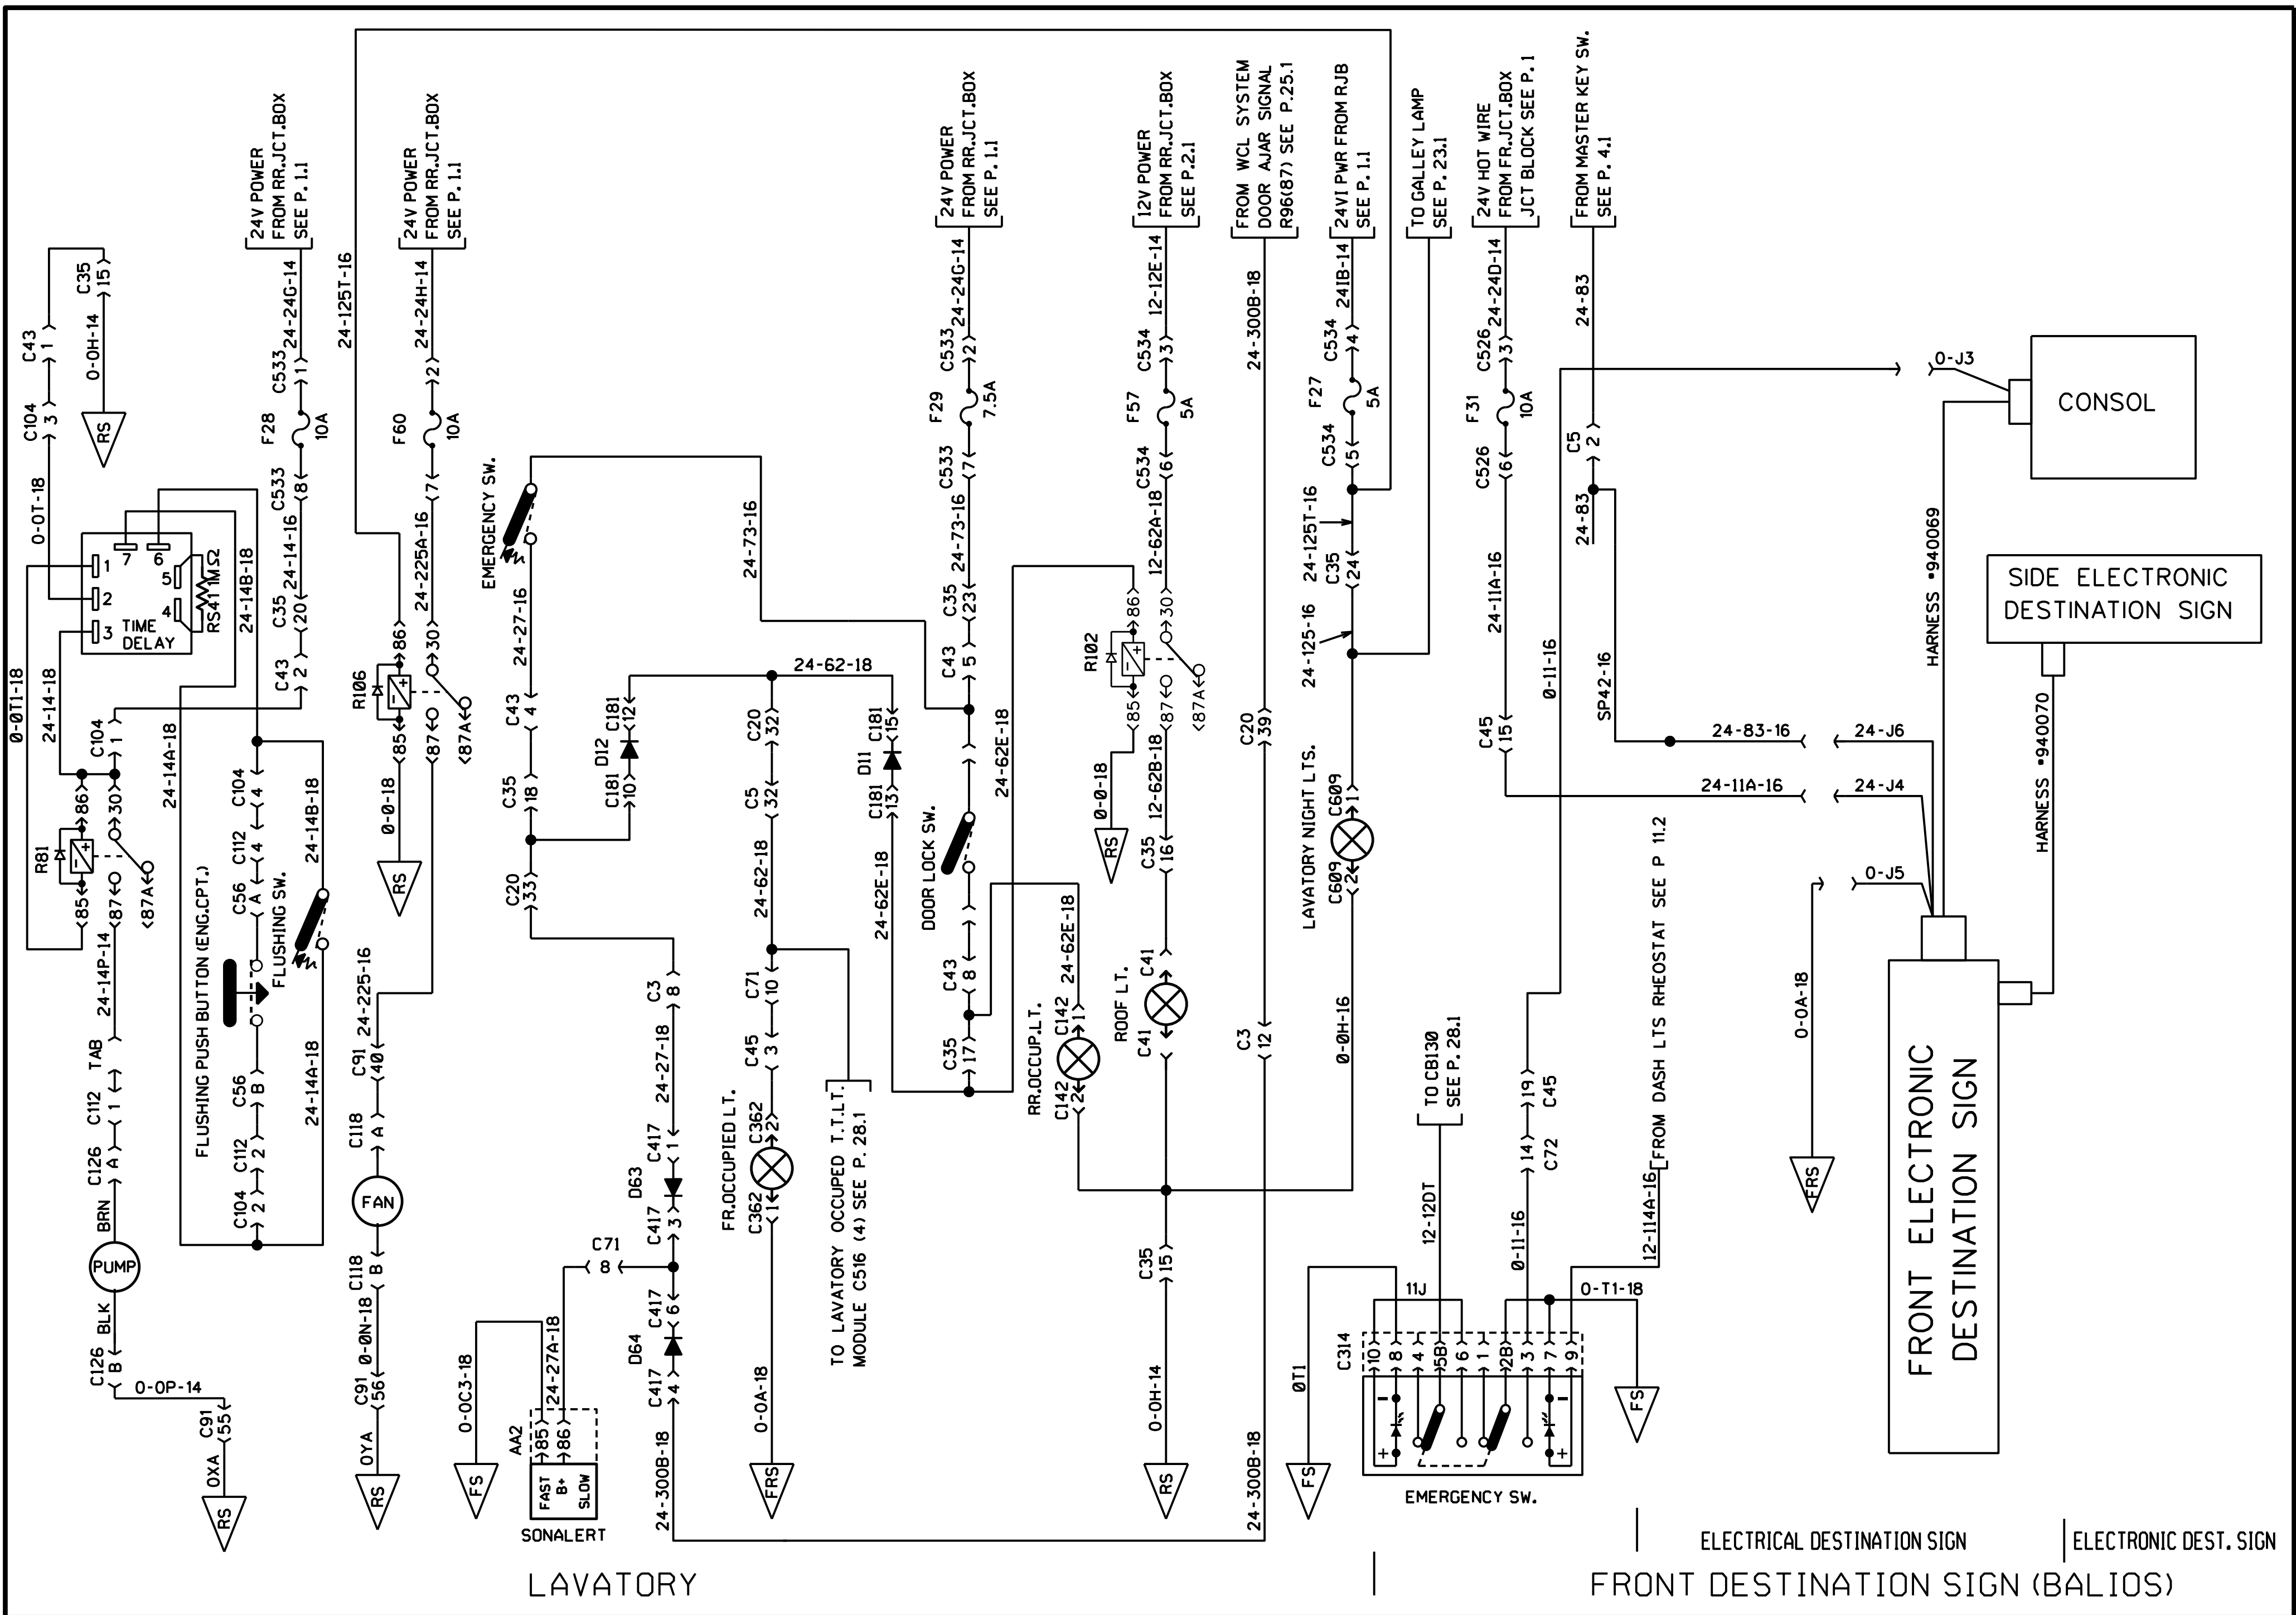 C43
1
C104
3
0-0T-18
C35
15
0-0H-14
RS
1
2
3
7
6
5
4
TIME
DELAY
RS41 1MΩ
0-0T1-18
24-14-18
24-14A-18
24-14B-18
24V POWER
FROM RR.JCT.BOX
SEE P. 1.1
24-24G-14
C533
1
F28
10A
C533
8
24-14-16
C35
20
C43
2
C104
1
R81
86
30
85
87
87A
24-14P-14
TAB
C112
1
C126
A
BRN
PUMP
BLK
C126
B
0-0P-14
C91
55
0XA
RS
FLUSHING PUSH BUTTON (ENG.CPT.)
C104
4
C112
4
C56
A
FLUSHING SW.
24-14B-18
24-14A-18
C56
B
C112
2
C104
2
24V POWER
FROM RR.JCT.BOX
SEE P. 1.1
24-125T-16
24-24H-14
2
F60
10A
7
24-225A-16
R106
86
30
85
87
87A
0-0-18
RS
24-225-16
C91
40
C118
A
FAN
C118
B
0-0N-18
C91
56
0YA
RS
EMERGENCY SW.
24-27-16
C43
4
C35
18
C20
33
C3
8
24-27-18
C417
1
D63
C417
3
C71
8
C417
6
D64
C417
4
24-300B-18
0-0C3-18
24-27A-18
FS
AA2
85
86
FAST
B+
SLOW
SONALERT
24-73-16
24-62-18
C181
12
D12
C181
10
C20
32
C5
32
24-62-18
C71
10
C45
3
FR.OCCUPIED LT.
C362
2
C362
1
0-0A-18
FRS
TO LAVATORY OCCUPED T.T.LT.
MODULE C516 (4) SEE P. 28.1
C181
15
D11
C181
13
24-62E-18
24V POWER
FROM RR.JCT.BOX
SEE P. 1.1
24-24G-14
C533
2
F29
7.5A
C533
7
24-73-16
C35
23
C43
5
DOOR LOCK SW.
C43
8
C35
17
24-62E-18
24-62E-18
RR.OCCUP.LT.
C142
1
C142
2
12V POWER
FROM RR.JCT.BOX
SEE P.2.1
12-12E-14
C534
3
F57
5A
C534
6
12-62A-18
R102
86
30
85
87
87A
0-0-18
RS
12-62B-18
C35
16
C41
ROOF LT.
C41
C35
15
0-0H-14
RS
FROM WCL SYSTEM
DOOR AJAR SIGNAL
R96(87) SEE P.25.1
24-300B-18
C20
39
C3
12
24-300B-18
24VI PWR FROM RJB
SEE P. 1.1
24IB-14
C534
4
F27
5A
C534
5
24-125T-16
C35
24
24-125-16
LAVATORY NIGHT LTS.
C609
1
C609
2
0-0H-16
TO GALLEY LAMP
SEE P. 23.1
24V HOT WIRE
FROM FR.JCT.BOX
JCT BLOCK SEE P. 1
24-24D-14
C526
3
F31
10A
C526
6
24-11A-16
C45
15
FROM MASTER KEY SW.
SEE P. 4.1
24-83
C5
2
24-83
SP42-16
0-11-16
0-J3
CONSOL
HARNESS *940069
SIDE ELECTRONIC
DESTINATION SIGN
HARNESS *940070
24-83-16
24-J6
24-11A-16
24-J4
0-J5
0-0A-18
FRS
FRONT ELECTRONIC
DESTINATION SIGN
TO CB130
SEE P. 28.1
12-12DT
19
C45
14
C72
0-11-16
FROM DASH LTS RHEOSTAT SEE P 11.2
12-114A-16
0-T1-18
11J
0T1
FS
C314
10
8
4
5B
6
1
2B
3
7
9
-
-
+
+
FS
EMERGENCY SW.
ELECTRICAL DESTINATION SIGN
ELECTRONIC DEST. SIGN
LAVATORY
FRONT DESTINATION SIGN (BALIOS)